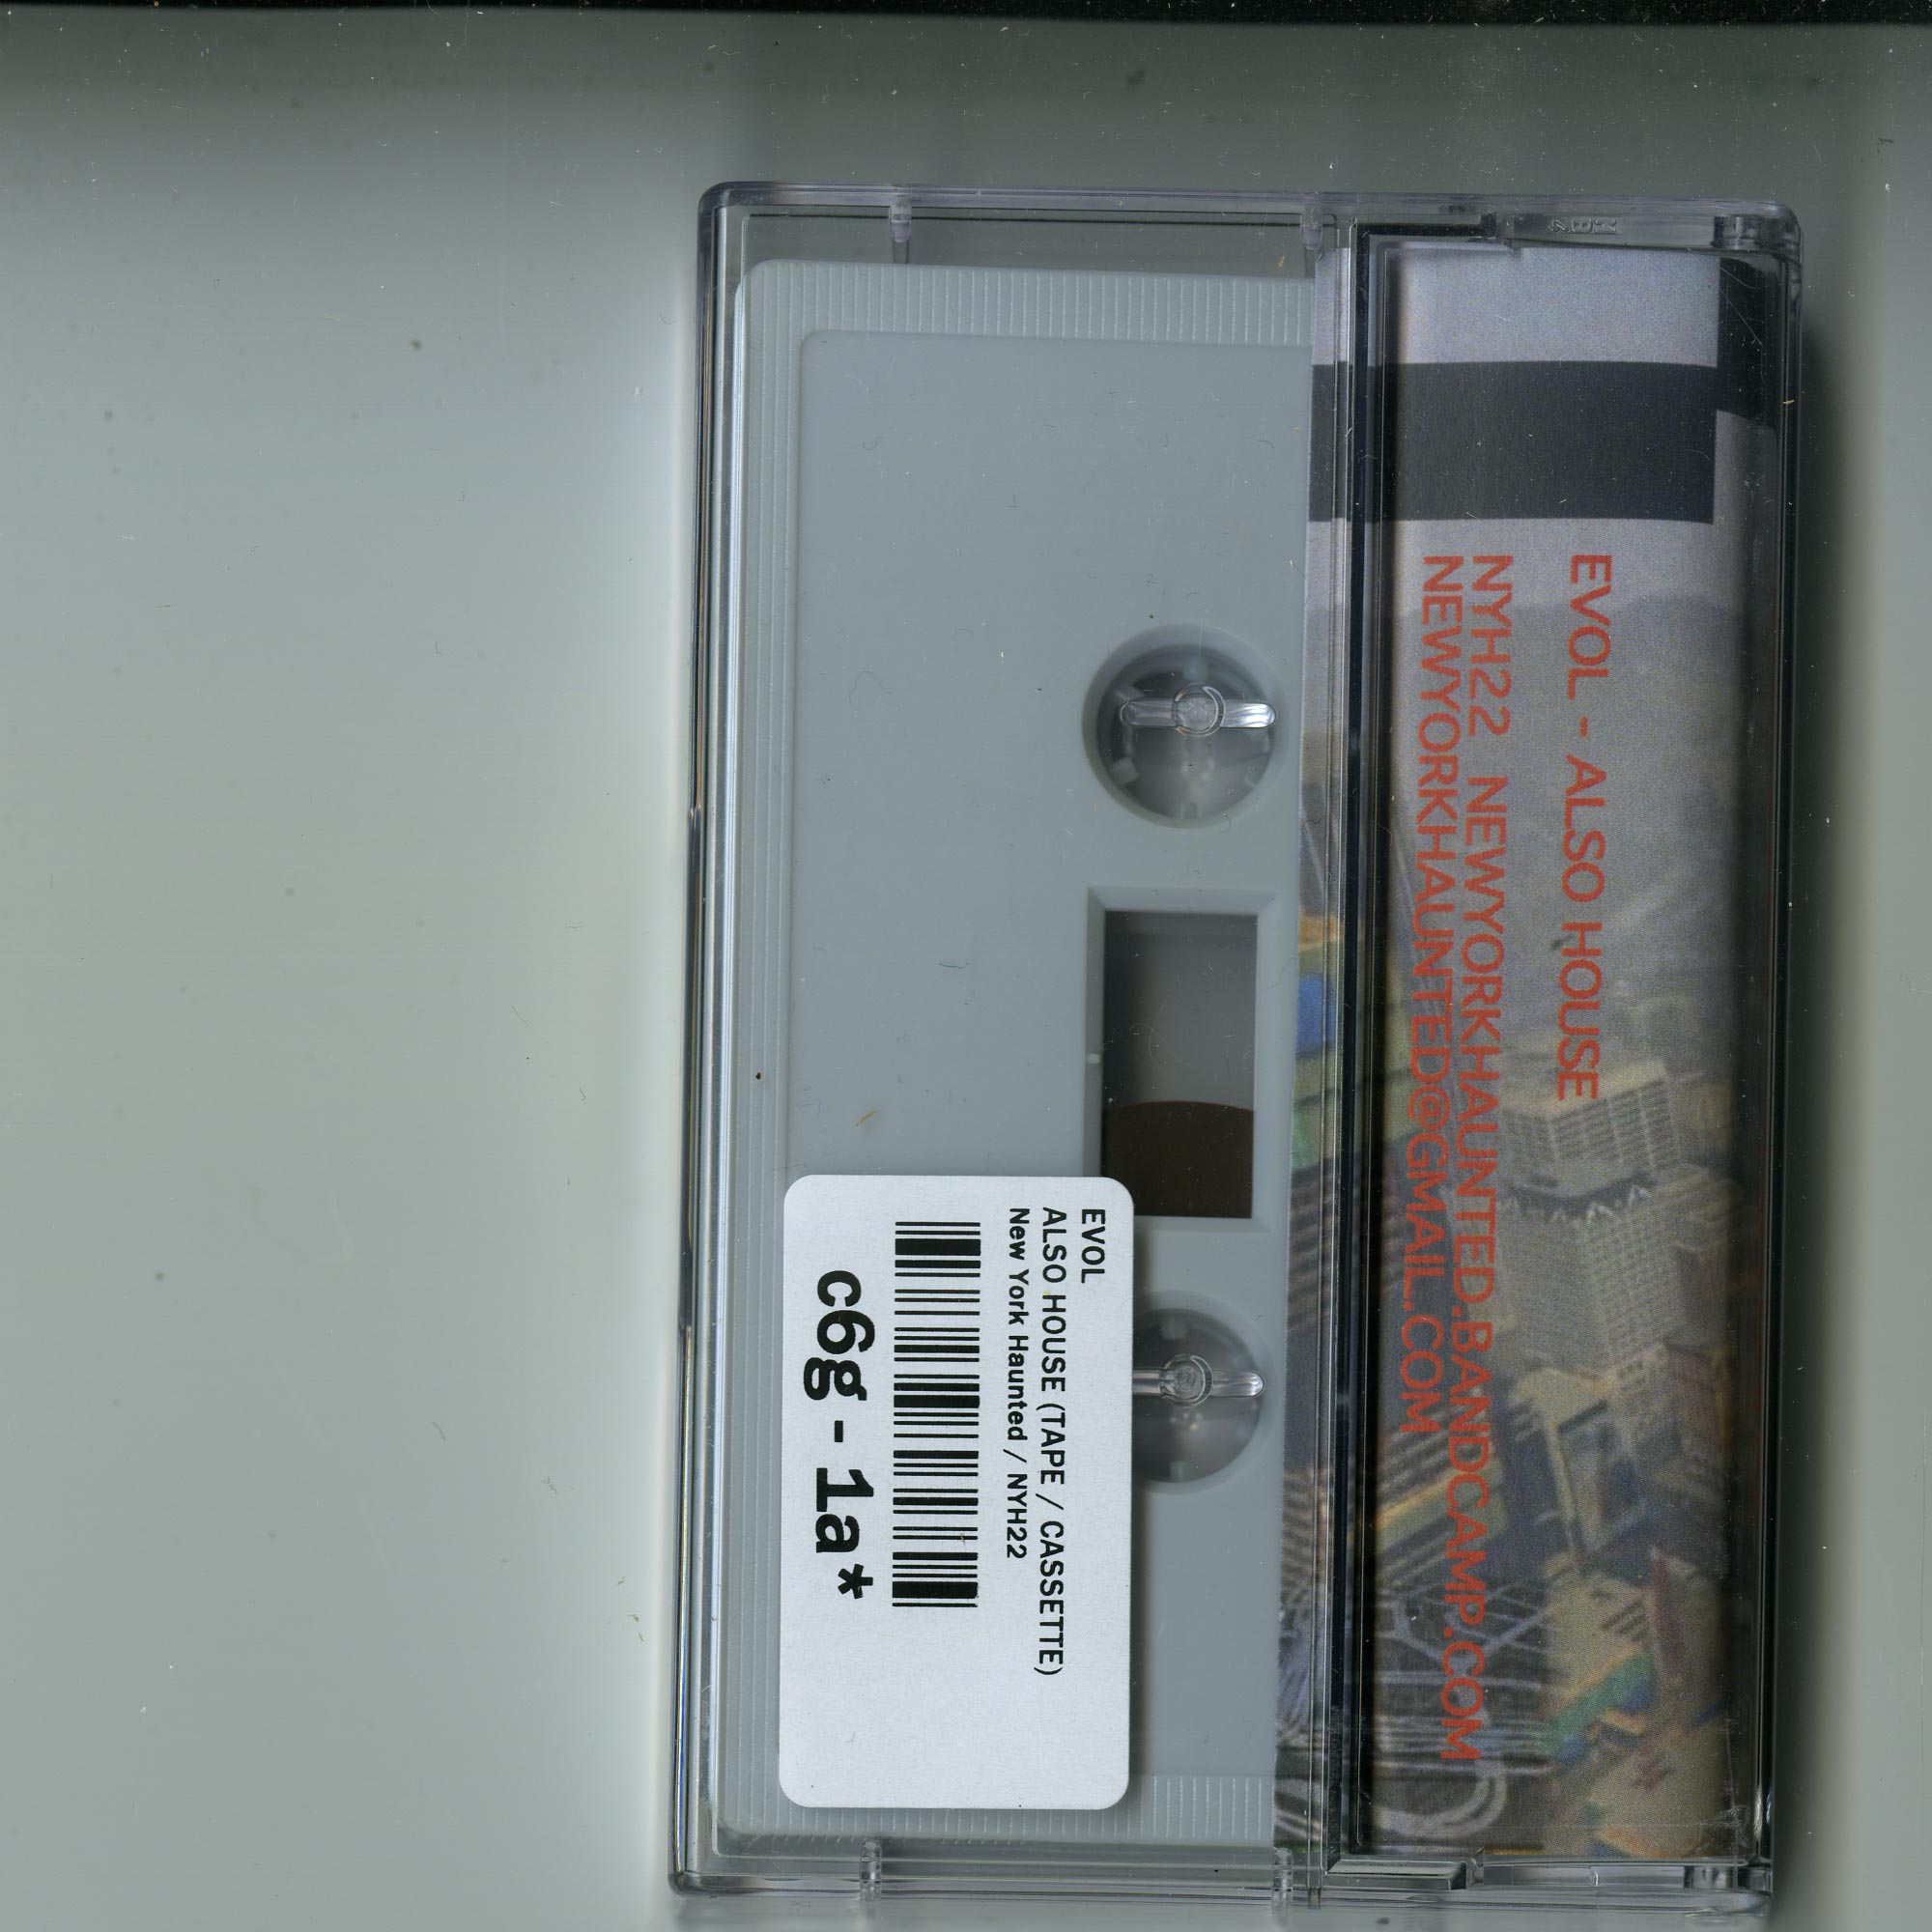 EVOL - ALSO HOUSE
NYH22 NEWYORKHAUNTED.BANDCAMP.COM
NEWYORKHAUNTED@GMAIL.COM
EVOL
ALSO HOUSE (TAPE / CASSETTE)
New York Haunted / NYH22
c6g - 1a*